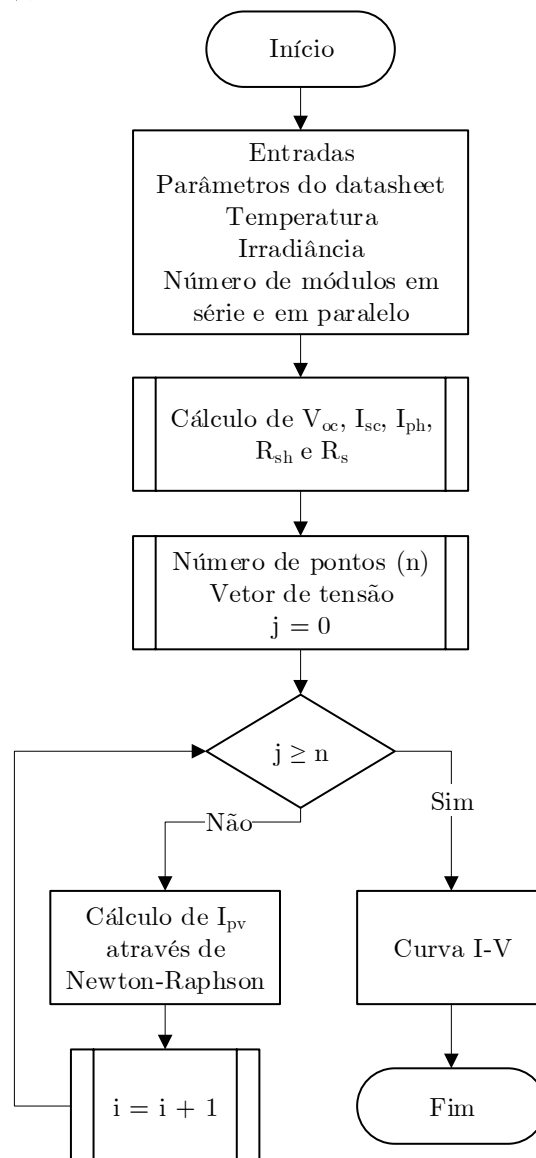 Início
Entradas
Parâmetros do datasheet
Temperatura
Irradiância
Número de módulos em
série e em paralelo
Cálculo de V_oc, I_sc, I_ph,
R_sh e R_s
Número de pontos (n)
Vetor de tensão
j = 0
j ≥ n
Sim
Não
Cálculo de I_pv
através de
Newton-Raphson
Curva I-V
i = i + 1
Fim